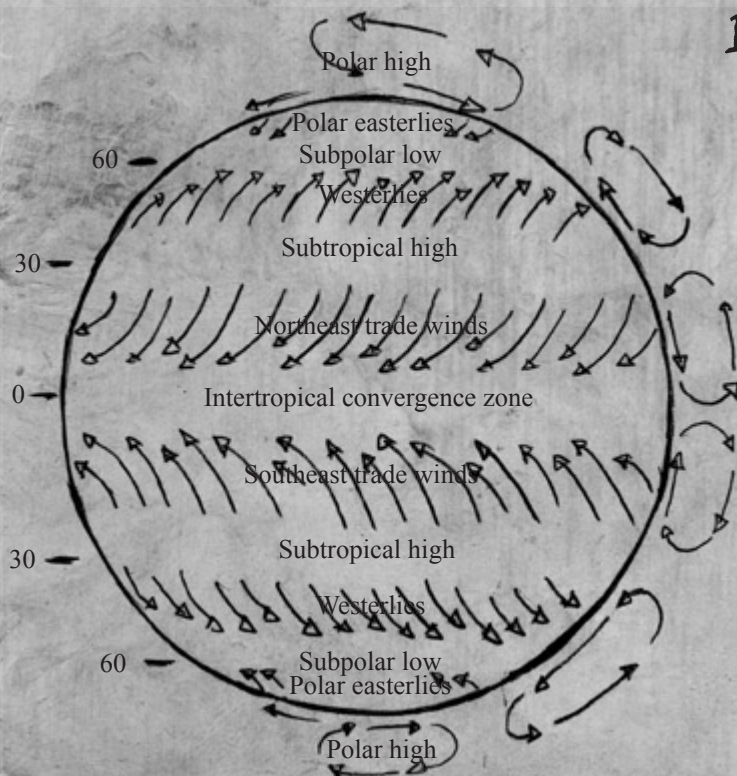 Polar high
Polar easterlies
60
Subpolar low
Westerlies
Subtropical high
30
Northeast trade winds
0
Intertropical convergence zone
Southeast trade winds
Subtropical high
30
Westerlies
60
Subpolar low
Polar easterlies
Polar high